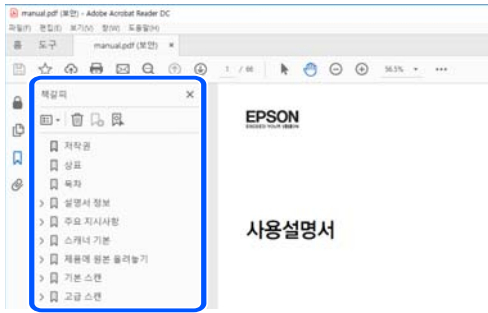 manual.pdf (보안) - Adobe Acrobat Reader DC
파일(F) 편집(E) 보기(V) 창(W) 도움말(H)
홈 도구 manual.pdf (보안) ×
1 / 66 56.5%
책갈피 ×
저작권
상표
목차
설명서 정보
주요 지시사항
스캐너 기본
제품에 원본 올려놓기
기본 스캔
고급 스캔
EPSON
EXCEED YOUR VISION
사용설명서